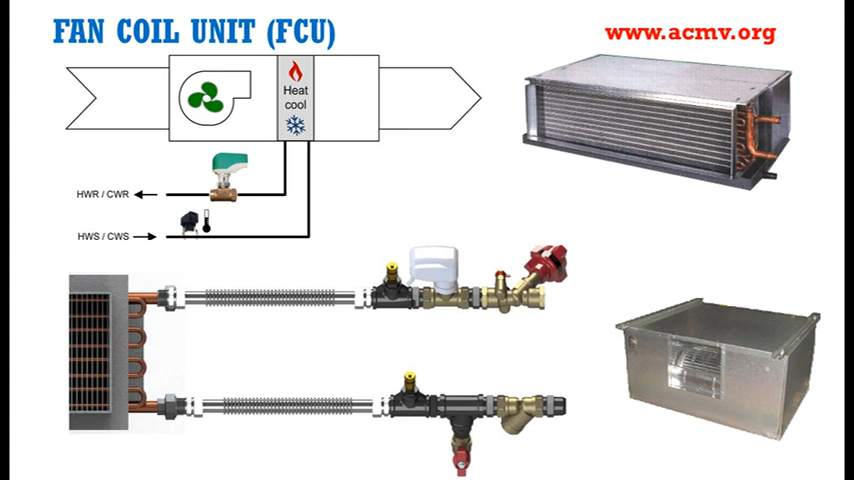 FAN COIL UNIT (FCU)
www.acmv.org
Heat
cool
HWR / CWR
HWS / CWS